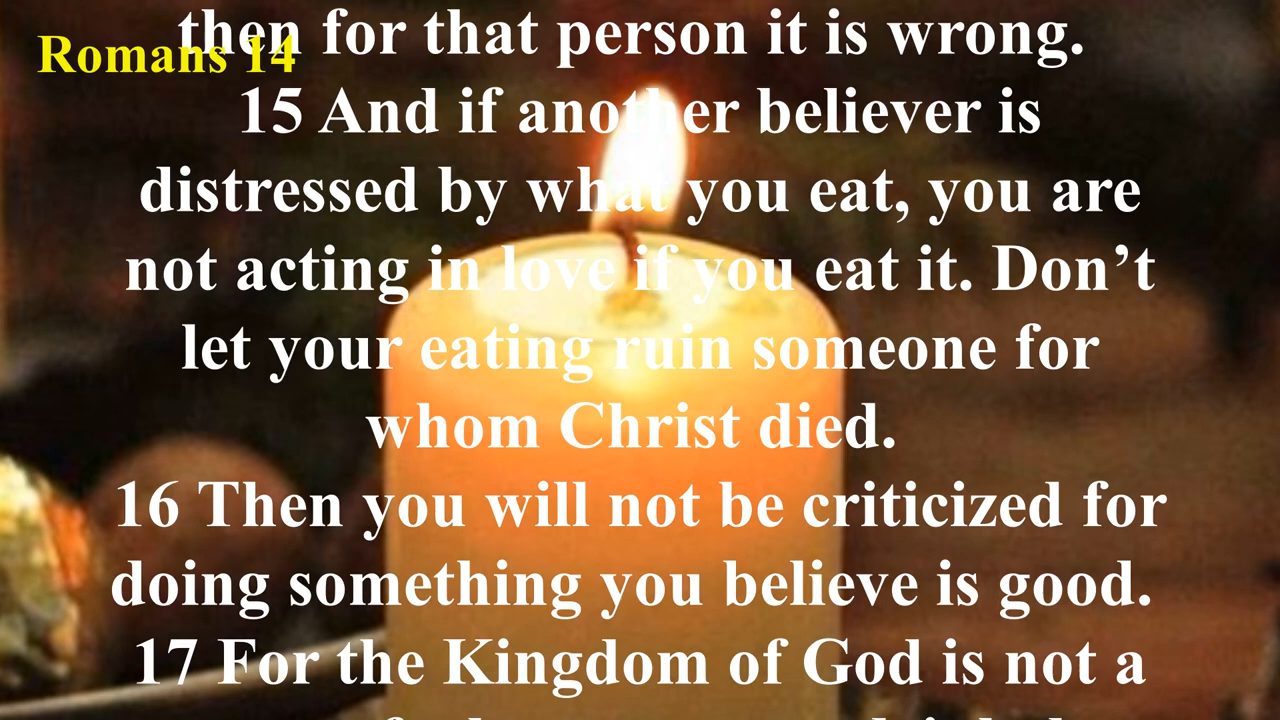 Romans 14
then for that person it is wrong.
15 And if another believer is
distressed by what you eat, you are
not acting in love if you eat it. Don’t
let your eating ruin someone for
whom Christ died.
16 Then you will not be criticized for
doing something you believe is good.
17 For the Kingdom of God is not a